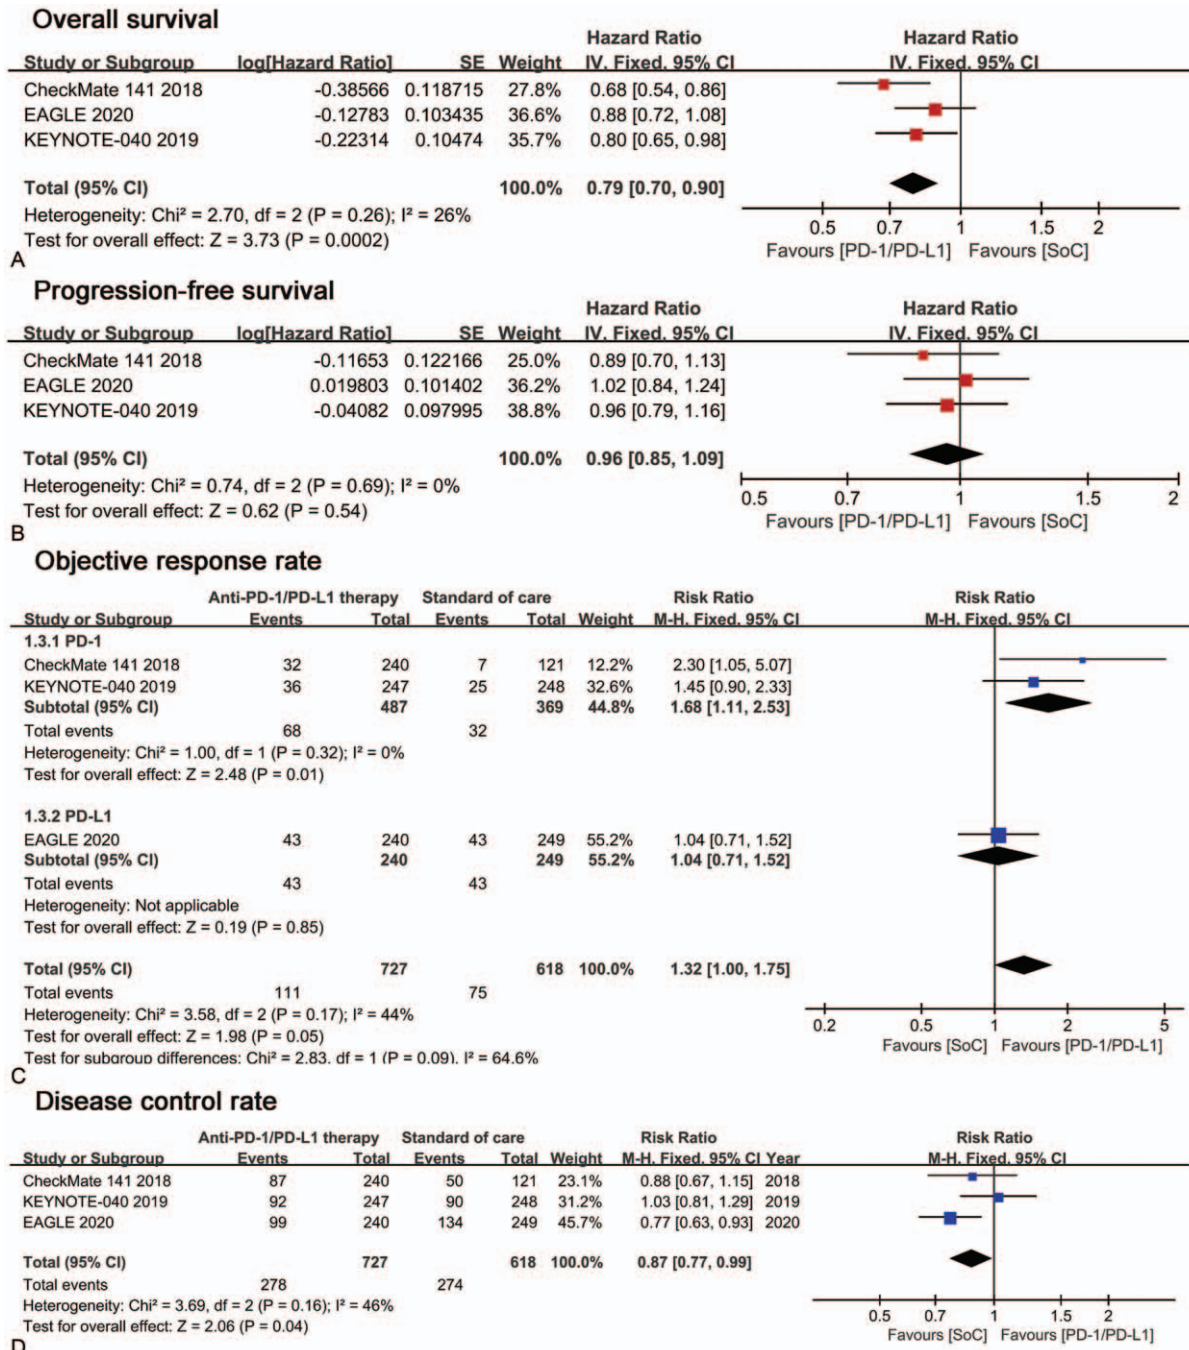 Overall survival
Hazard Ratio Hazard Ratio
Study or Subgroup log[Hazard Ratio] SE Weight IV. Fixed. 95% CI IV. Fixed. 95% CI
CheckMate 141 2018 -0.38566 0.118715 27.8% 0.68 [0.54, 0.86]
EAGLE 2020 -0.12783 0.103435 36.6% 0.88 [0.72, 1.08]
KEYNOTE-040 2019 -0.22314 0.10474 35.7% 0.80 [0.65, 0.98]
Total (95% CI) 100.0% 0.79 [0.70, 0.90]
Heterogeneity: Chi² = 2.70, df = 2 (P = 0.26); I² = 26%
Test for overall effect: Z = 3.73 (P = 0.0002)
0.5 0.7 1 1.5 2
Favours [PD-1/PD-L1] Favours [SoC]
A
Progression-free survival
Hazard Ratio Hazard Ratio
Study or Subgroup log[Hazard Ratio] SE Weight IV. Fixed. 95% CI IV. Fixed. 95% CI
CheckMate 141 2018 -0.11653 0.122166 25.0% 0.89 [0.70, 1.13]
EAGLE 2020 0.019803 0.101402 36.2% 1.02 [0.84, 1.24]
KEYNOTE-040 2019 -0.04082 0.097995 38.8% 0.96 [0.79, 1.16]
Total (95% CI) 100.0% 0.96 [0.85, 1.09]
Heterogeneity: Chi² = 0.74, df = 2 (P = 0.69); I² = 0%
Test for overall effect: Z = 0.62 (P = 0.54)
0.5 0.7 1 1.5 2
Favours [PD-1/PD-L1] Favours [SoC]
B
Objective response rate
Anti-PD-1/PD-L1 therapy Standard of care Risk Ratio Risk Ratio
Study or Subgroup Events Total Events Total Weight M-H. Fixed. 95% CI M-H. Fixed. 95% CI
1.3.1 PD-1
CheckMate 141 2018 32 240 7 121 12.2% 2.30 [1.05, 5.07]
KEYNOTE-040 2019 36 247 25 248 32.6% 1.45 [0.90, 2.33]
Subtotal (95% CI) 487 369 44.8% 1.68 [1.11, 2.53]
Total events 68 32
Heterogeneity: Chi² = 1.00, df = 1 (P = 0.32); I² = 0%
Test for overall effect: Z = 2.48 (P = 0.01)
1.3.2 PD-L1
EAGLE 2020 43 240 43 249 55.2% 1.04 [0.71, 1.52]
Subtotal (95% CI) 240 249 55.2% 1.04 [0.71, 1.52]
Total events 43 43
Heterogeneity: Not applicable
Test for overall effect: Z = 0.19 (P = 0.85)
Total (95% CI) 727 618 100.0% 1.32 [1.00, 1.75]
Total events 111 75
Heterogeneity: Chi² = 3.58, df = 2 (P = 0.17); I² = 44%
Test for overall effect: Z = 1.98 (P = 0.05)
Test for subgroup differences: Chi² = 2.83. df = 1 (P = 0.09). I² = 64.6%
0.2 0.5 1 2 5
Favours [SoC] Favours [PD-1/PD-L1]
C
Disease control rate
Anti-PD-1/PD-L1 therapy Standard of care Risk Ratio Risk Ratio
Study or Subgroup Events Total Events Total Weight M-H. Fixed. 95% CI Year M-H. Fixed. 95% CI
CheckMate 141 2018 87 240 50 121 23.1% 0.88 [0.67, 1.15] 2018
KEYNOTE-040 2019 92 247 90 248 31.2% 1.03 [0.81, 1.29] 2019
EAGLE 2020 99 240 134 249 45.7% 0.77 [0.63, 0.93] 2020
Total (95% CI) 727 618 100.0% 0.87 [0.77, 0.99]
Total events 278 274
Heterogeneity: Chi² = 3.69, df = 2 (P = 0.16); I² = 46%
Test for overall effect: Z = 2.06 (P = 0.04)
0.5 0.7 1 1.5 2
Favours [SoC] Favours [PD-1/PD-L1]
D